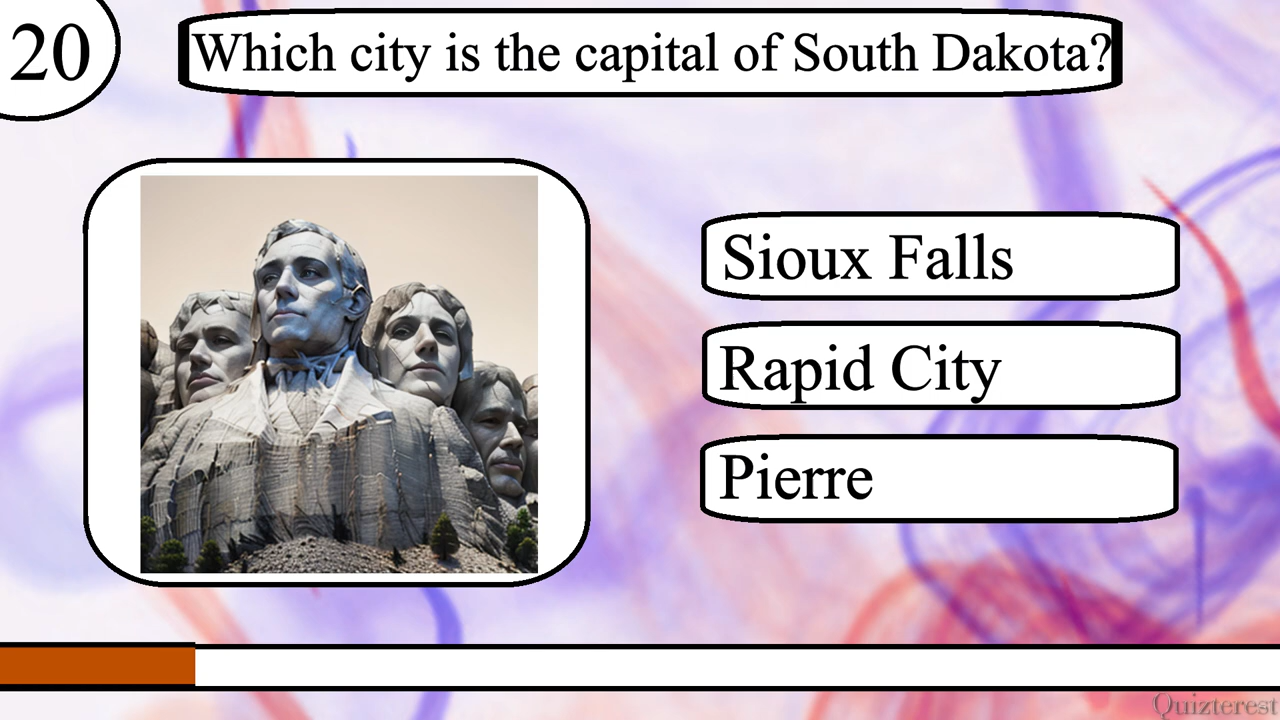 20
Which city is the capital of South Dakota?
Sioux Falls
Rapid City
Pierre
Quizterest